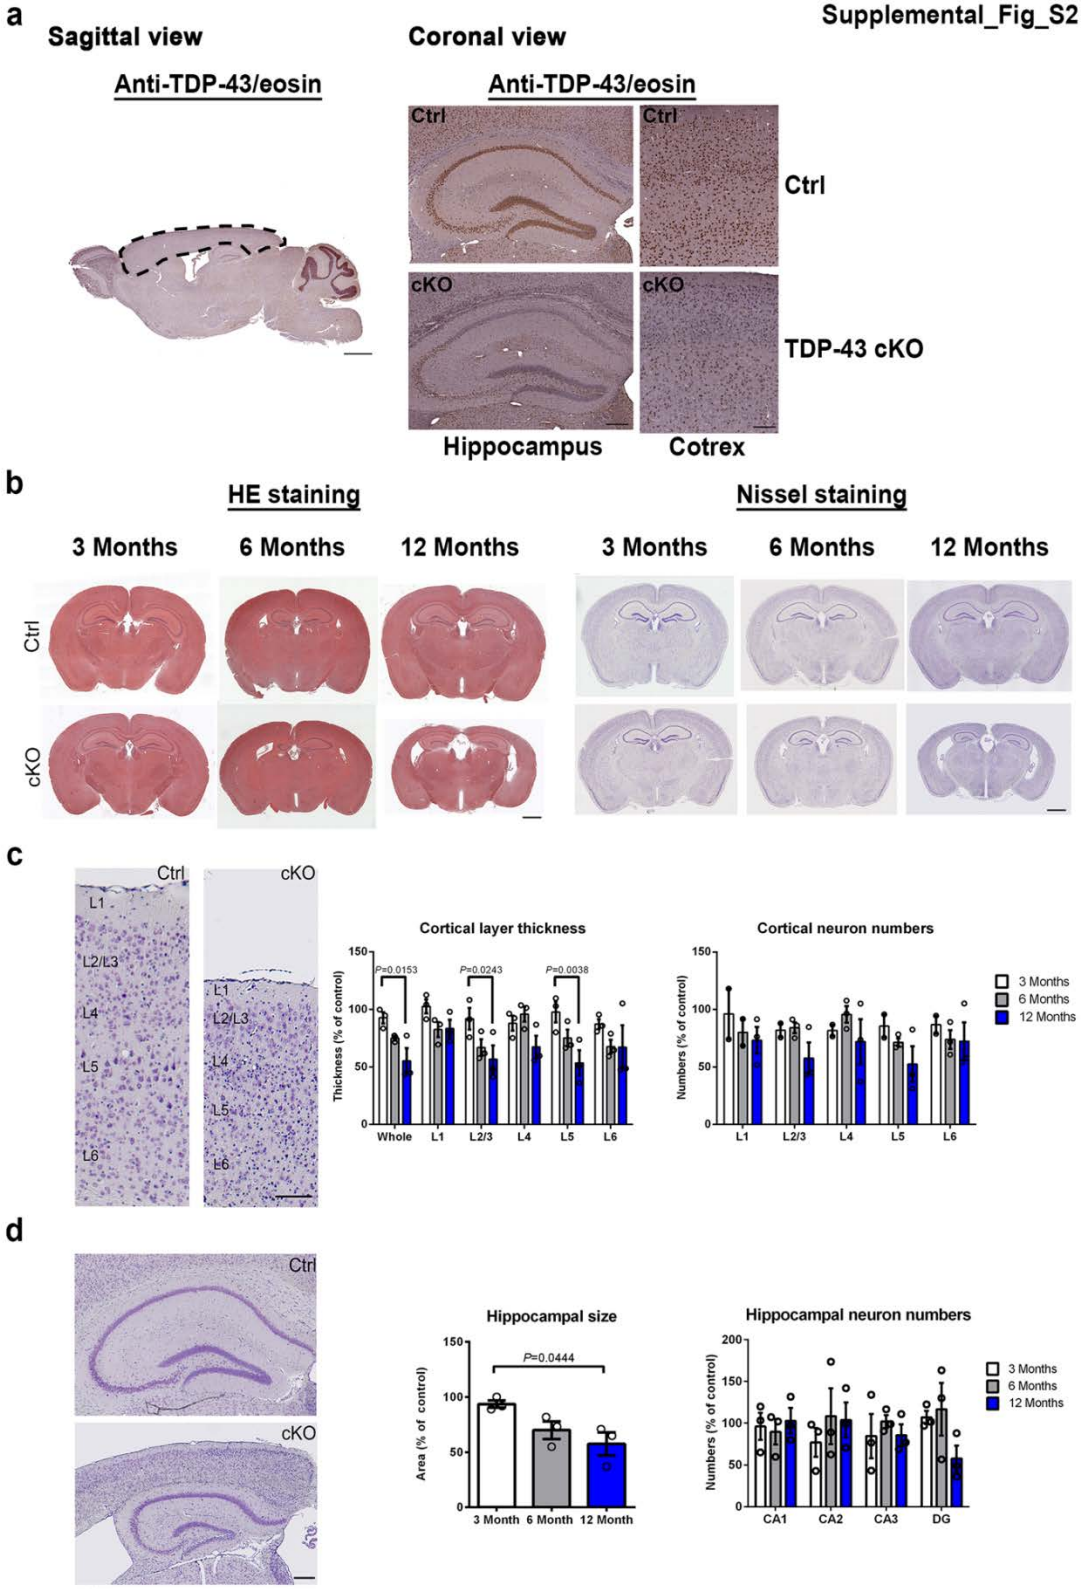 Supplemental_Fig_S2
a
Sagittal view
Coronal view
Anti-TDP-43/eosin
Anti-TDP-43/eosin
Ctrl
Ctrl
Ctrl
cKO
cKO
TDP-43 cKO
Hippocampus
Cotrex
b
HE staining
Nissel staining
3 Months
6 Months
12 Months
3 Months
6 Months
12 Months
Ctrl
cKO
c
Ctrl
L1
L2/L3
L4
L5
L6
cKO
L1
L2/L3
L4
L5
L6
Cortical layer thickness
Thickness (% of control)
150
100
50
0
P=0.0153
P=0.0243
P=0.0038
Whole
L1
L2/3
L4
L5
L6
Cortical neuron numbers
Numbers (% of control)
150
100
50
0
L1
L2/3
L4
L5
L6
3 Months
6 Months
12 Months
d
Ctrl
cKO
Hippocampal size
Area (% of control)
150
100
50
0
P=0.0444
3 Month
6 Month
12 Month
Hippocampal neuron numbers
Numbers (% of control)
200
150
100
50
0
CA1
CA2
CA3
DG
3 Months
6 Months
12 Months